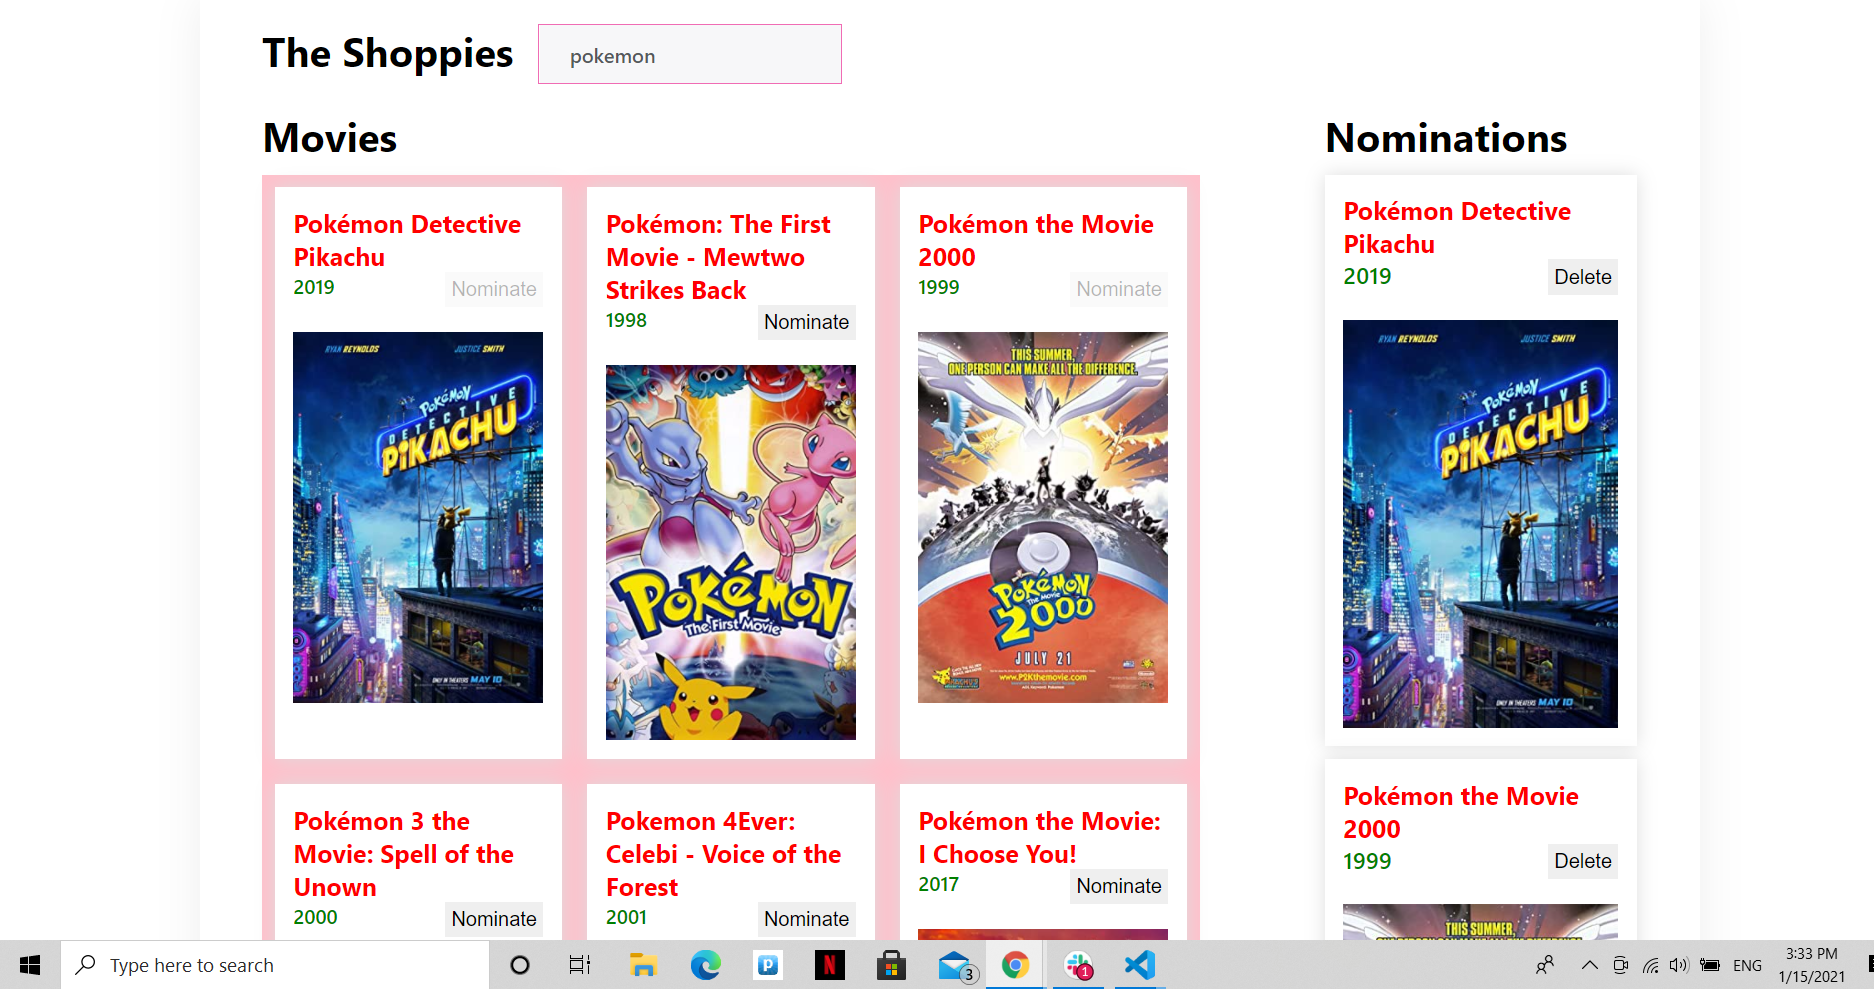 The Shoppies
pokemon
Movies
Nominations
Pokémon Detective
Pikachu
2019
Nominate
RYAN REYNOLDS JUSTICE SMITH
POKéMON
DETECTIVE
PIKACHU
ONLY IN THEATERS MAY 10
Pokémon: The First
Movie - Mewtwo
Strikes Back
1998
Nominate
POKéMON
The First Movie
Pokémon the Movie
2000
1999
Nominate
THIS SUMMER,
ONE PERSON CAN MAKE ALL THE DIFFERENCE.
POKéMON
The Movie
2000
JULY 21
www.P2Kthemovie.com
Pokémon Detective
Pikachu
2019
Delete
RYAN REYNOLDS JUSTICE SMITH
POKéMON
DETECTIVE
PIKACHU
ONLY IN THEATERS MAY 10
Pokémon 3 the
Movie: Spell of the
Unown
2000
Nominate
Pokemon 4Ever:
Celebi - Voice of the
Forest
2001
Nominate
Pokémon the Movie:
I Choose You!
2017
Nominate
Pokémon the Movie
2000
1999
Delete
THIS SUMMER,
Type here to search
3
1
ENG
3:33 PM
1/15/2021